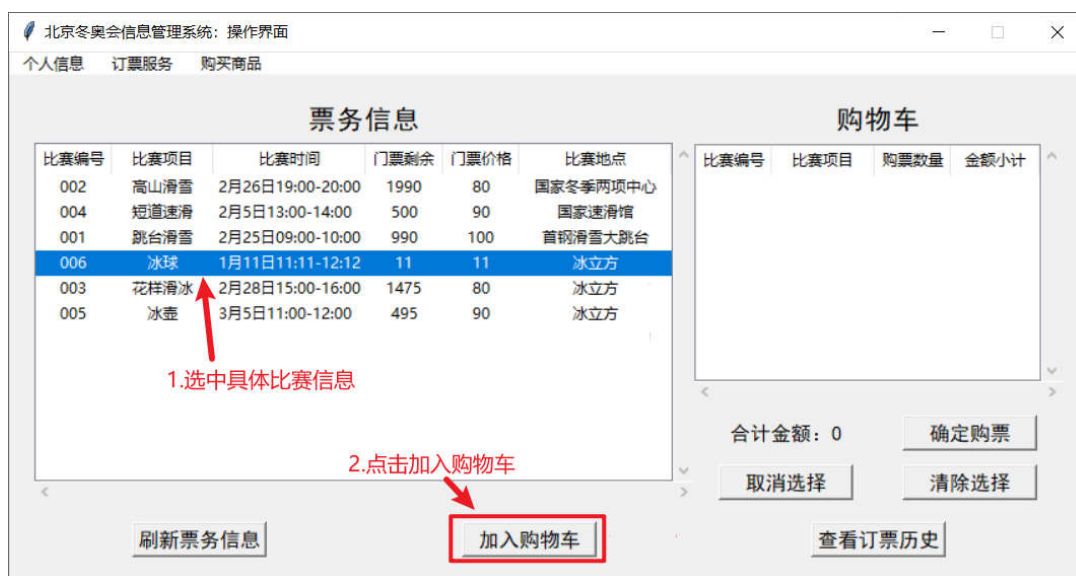 北京冬奥会信息管理系统：操作界面
个人信息 订票服务 购买商品
票务信息
比赛编号 比赛项目 比赛时间 门票剩余 门票价格 比赛地点
002 高山滑雪 2月26日19:00-20:00 1990 80 国家冬季两项中心
004 短道速滑 2月5日13:00-14:00 500 90 国家速滑馆
001 跳台滑雪 2月25日09:00-10:00 990 100 首钢滑雪大跳台
006 冰球 1月11日11:11-12:12 11 11 冰立方
003 花样滑冰 2月28日15:00-16:00 1475 80 冰立方
005 冰壶 3月5日11:00-12:00 495 90 冰立方
1.选中具体比赛信息
2.点击加入购物车
刷新票务信息 加入购物车
购物车
比赛编号 比赛项目 购票数量 金额小计
合计金额：0 确定购票
取消选择 清除选择
查看订票历史